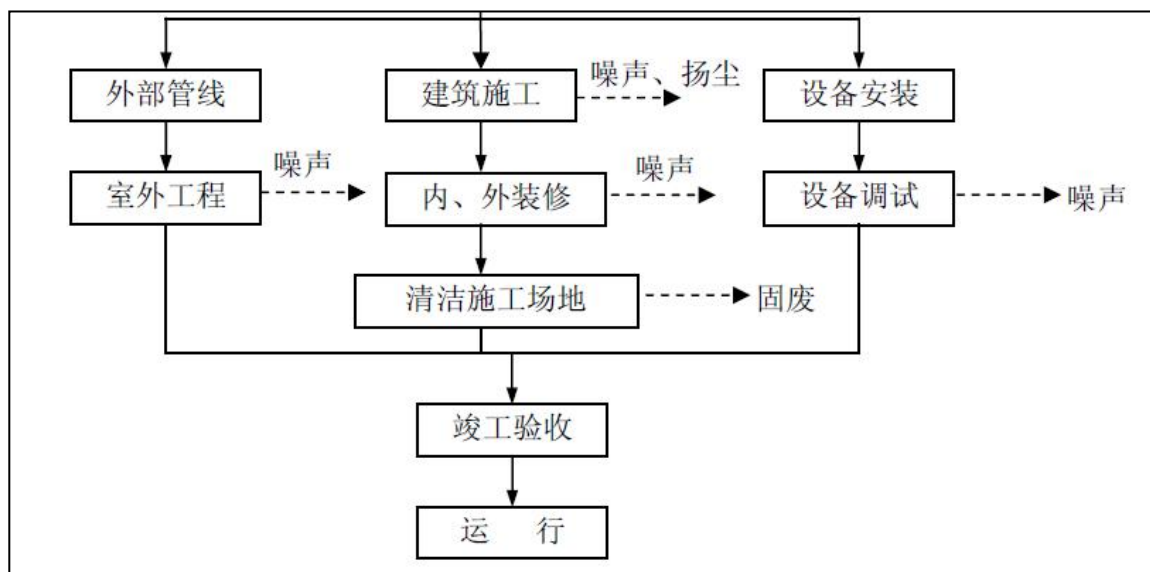 外部管线
建筑施工
噪声、扬尘
设备安装
室外工程
噪声
内、外装修
噪声
设备调试
噪声
清洁施工场地
固废
竣工验收
运 行